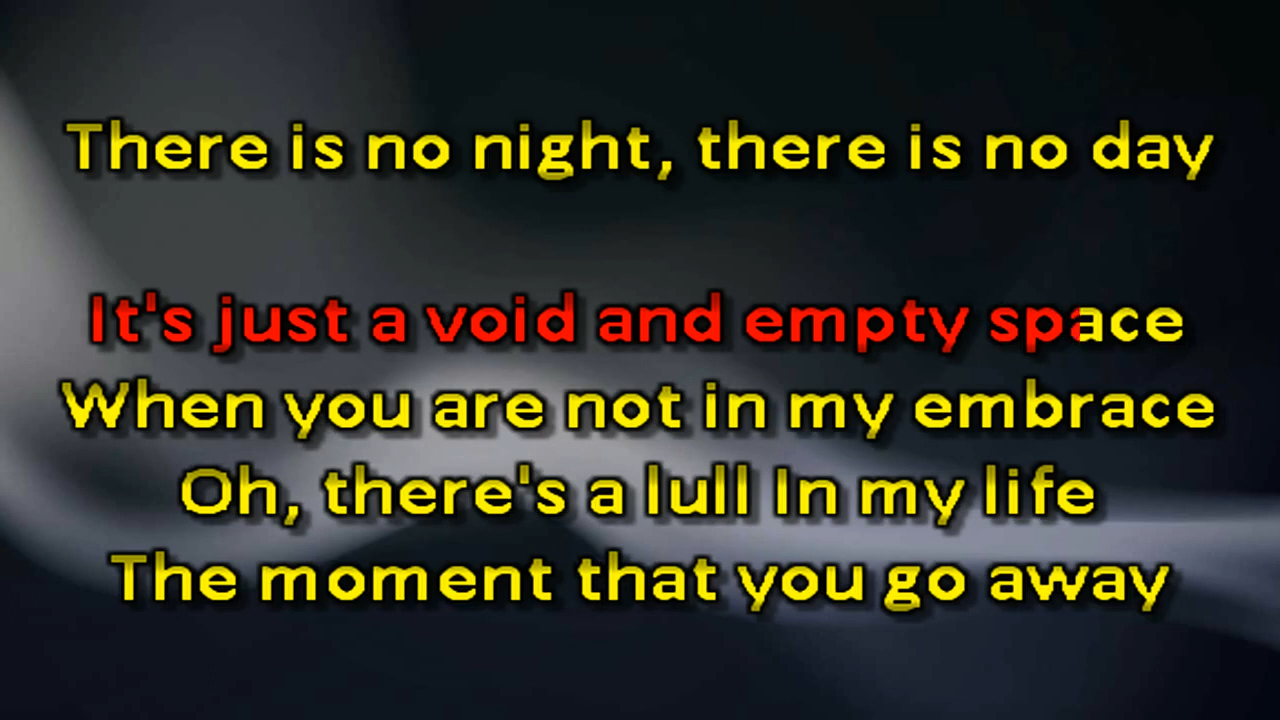 There is no night, there is no day
It's just a void and empty space
When you are not in my embrace
Oh, there's a lull In my life
The moment that you go away